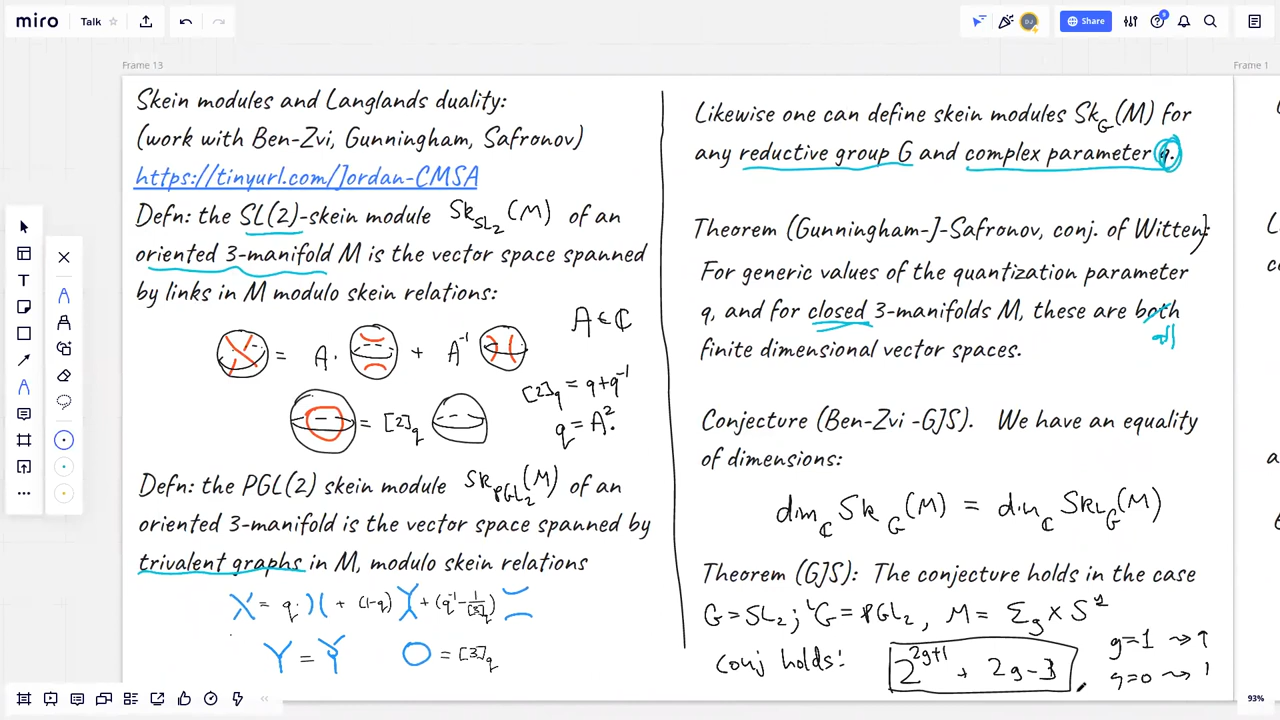 miro
Talk
Share
Frame 13
Frame 1
Skein modules and Langlands duality:
(work with Ben-Zvi, Gunningham, Safronov)
https://tinyurl.com/Jordan-CMSA
Defn: the SL(2)-skein module Sk_{SL_2}(M) of an
oriented 3-manifold M is the vector space spanned
by links in M modulo skein relations:
A ∈ ℂ
= A · + A^{-1}
[2]_q = q + q^{-1}
= [2]_q
q = A^2.
Defn: the PGL(2) skein module Sk_{PGL_2}(M) of an
oriented 3-manifold is the vector space spanned by
trivalent graphs in M, modulo skein relations
= q · + (1-q) + (q^{-1} - 1/[2]_q)
= = [3]_q
Likewise one can define skein modules Sk_G(M) for
any reductive group G and complex parameter q.
Theorem (Gunningham-J-Safronov, conj. of Witten):
For generic values of the quantization parameter
q, and for closed 3-manifolds M, these are both
all
finite dimensional vector spaces.
Conjecture (Ben-Zvi -GJS). We have an equality
of dimensions:
dim_ℂ Sk_G(M) = dim_ℂ Sk_{^LG}(M)
Theorem (GJS): The conjecture holds in the case
G = SL_2; ^LG = PGL_2, M = Σ_g × S^1
Conj holds: 2^{2g+1} + 2g - 3
g=1
g=0 ⇝ 1
93%